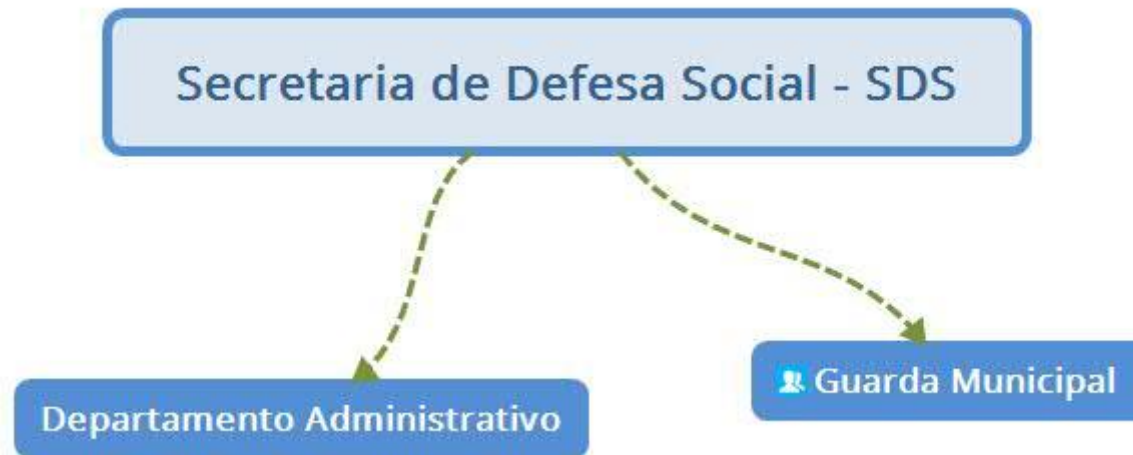 Secretaria de Defesa Social - SDS
Departamento Administrativo
Guarda Municipal